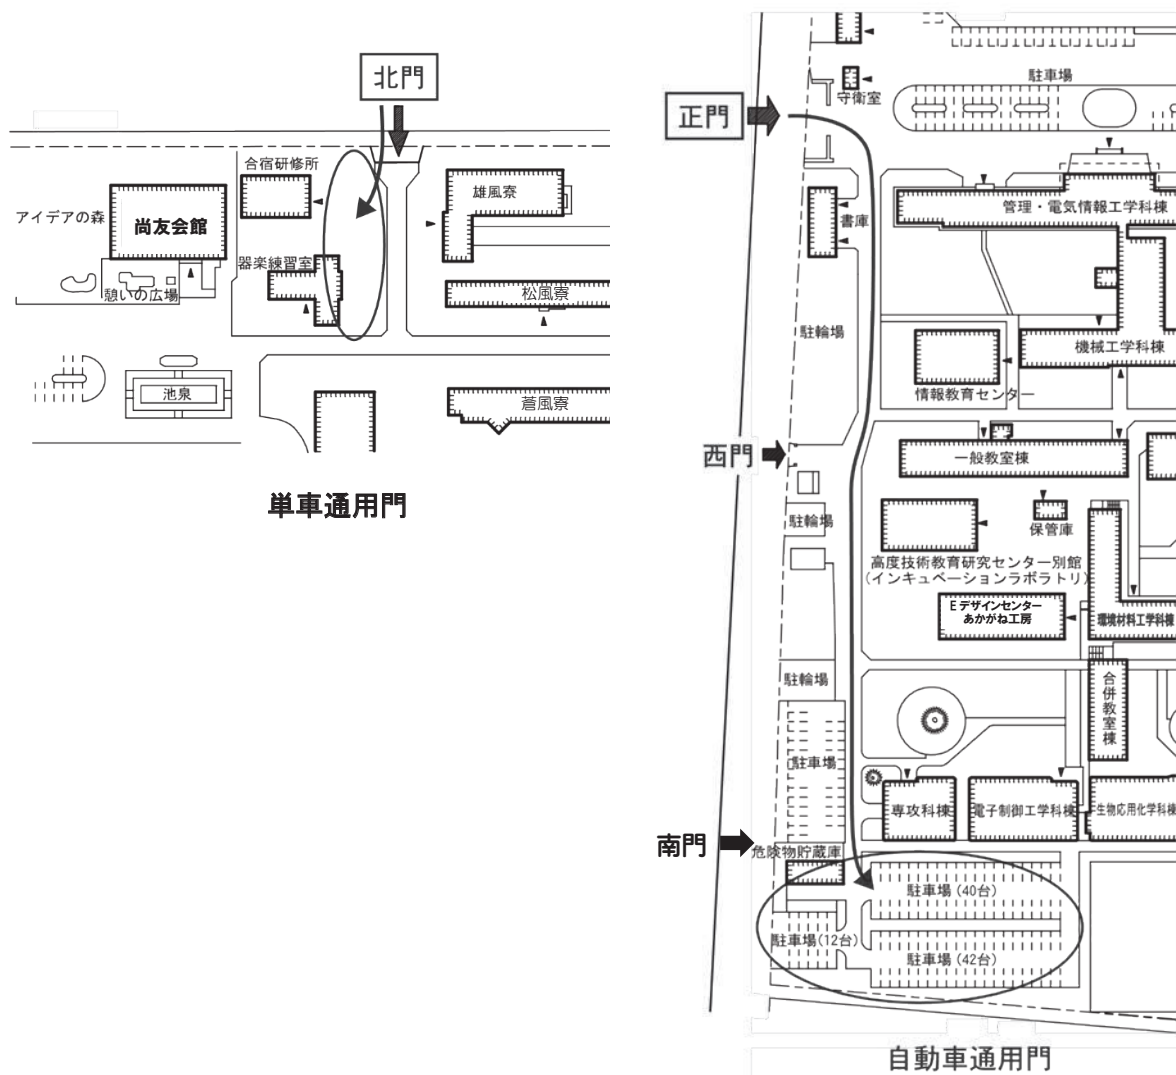 北門
合宿研修所
雄風寮
アイデアの森
尚友会館
器楽練習室
憩いの広場
松風寮
池泉
蒼風寮
単車通用門
駐車場
守衛室
正門
管理・電気情報工学科棟
書庫
駐輪場
機械工学科棟
情報教育センター
西門
一般教室棟
駐輪場
保管庫
高度技術教育研究センター別館
(インキュベーションラボラトリ)
E デザインセンター
あかがね工房
環境材料工学科棟
駐輪場
合併教室棟
駐車場
専攻科棟
電子制御工学科棟
生物応用化学科棟
南門
危険物貯蔵庫
駐車場 (40台)
駐車場(12台)
駐車場 (42台)
自動車通用門